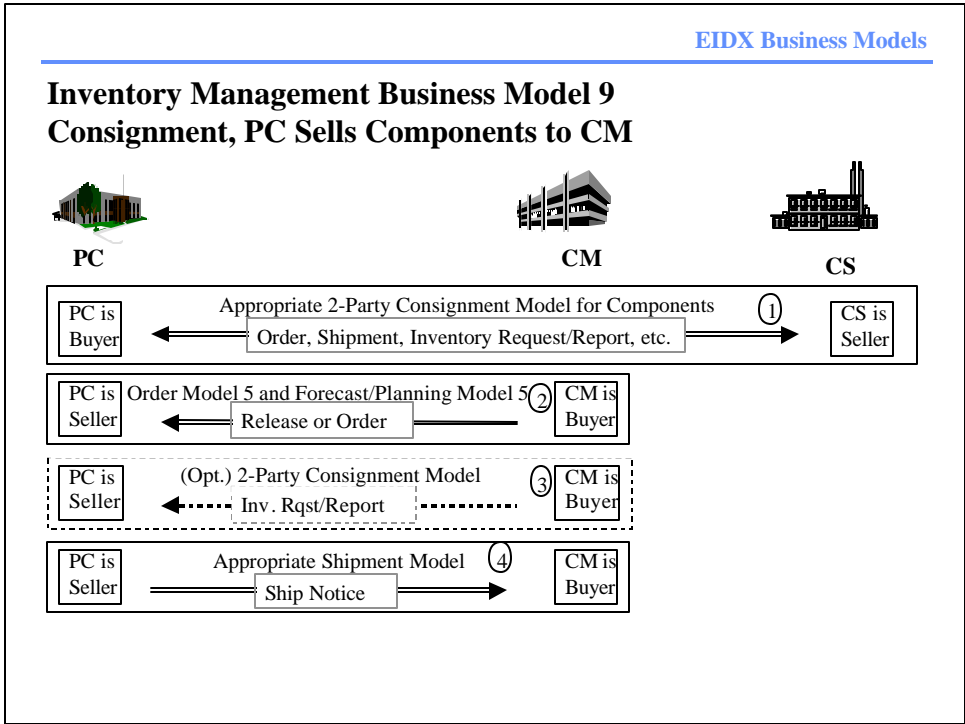 EIDX Business Models
Inventory Management Business Model 9
Consignment, PC Sells Components to CM
PC
CM
CS
PC is
Buyer
Appropriate 2-Party Consignment Model for Components
1
Order, Shipment, Inventory Request/Report, etc.
CS is
Seller
PC is
Seller
Order Model 5 and Forecast/Planning Model 5
2
Release or Order
CM is
Buyer
PC is
Seller
(Opt.) 2-Party Consignment Model
3
Inv. Rqst/Report
CM is
Buyer
PC is
Seller
Appropriate Shipment Model
4
Ship Notice
CM is
Buyer